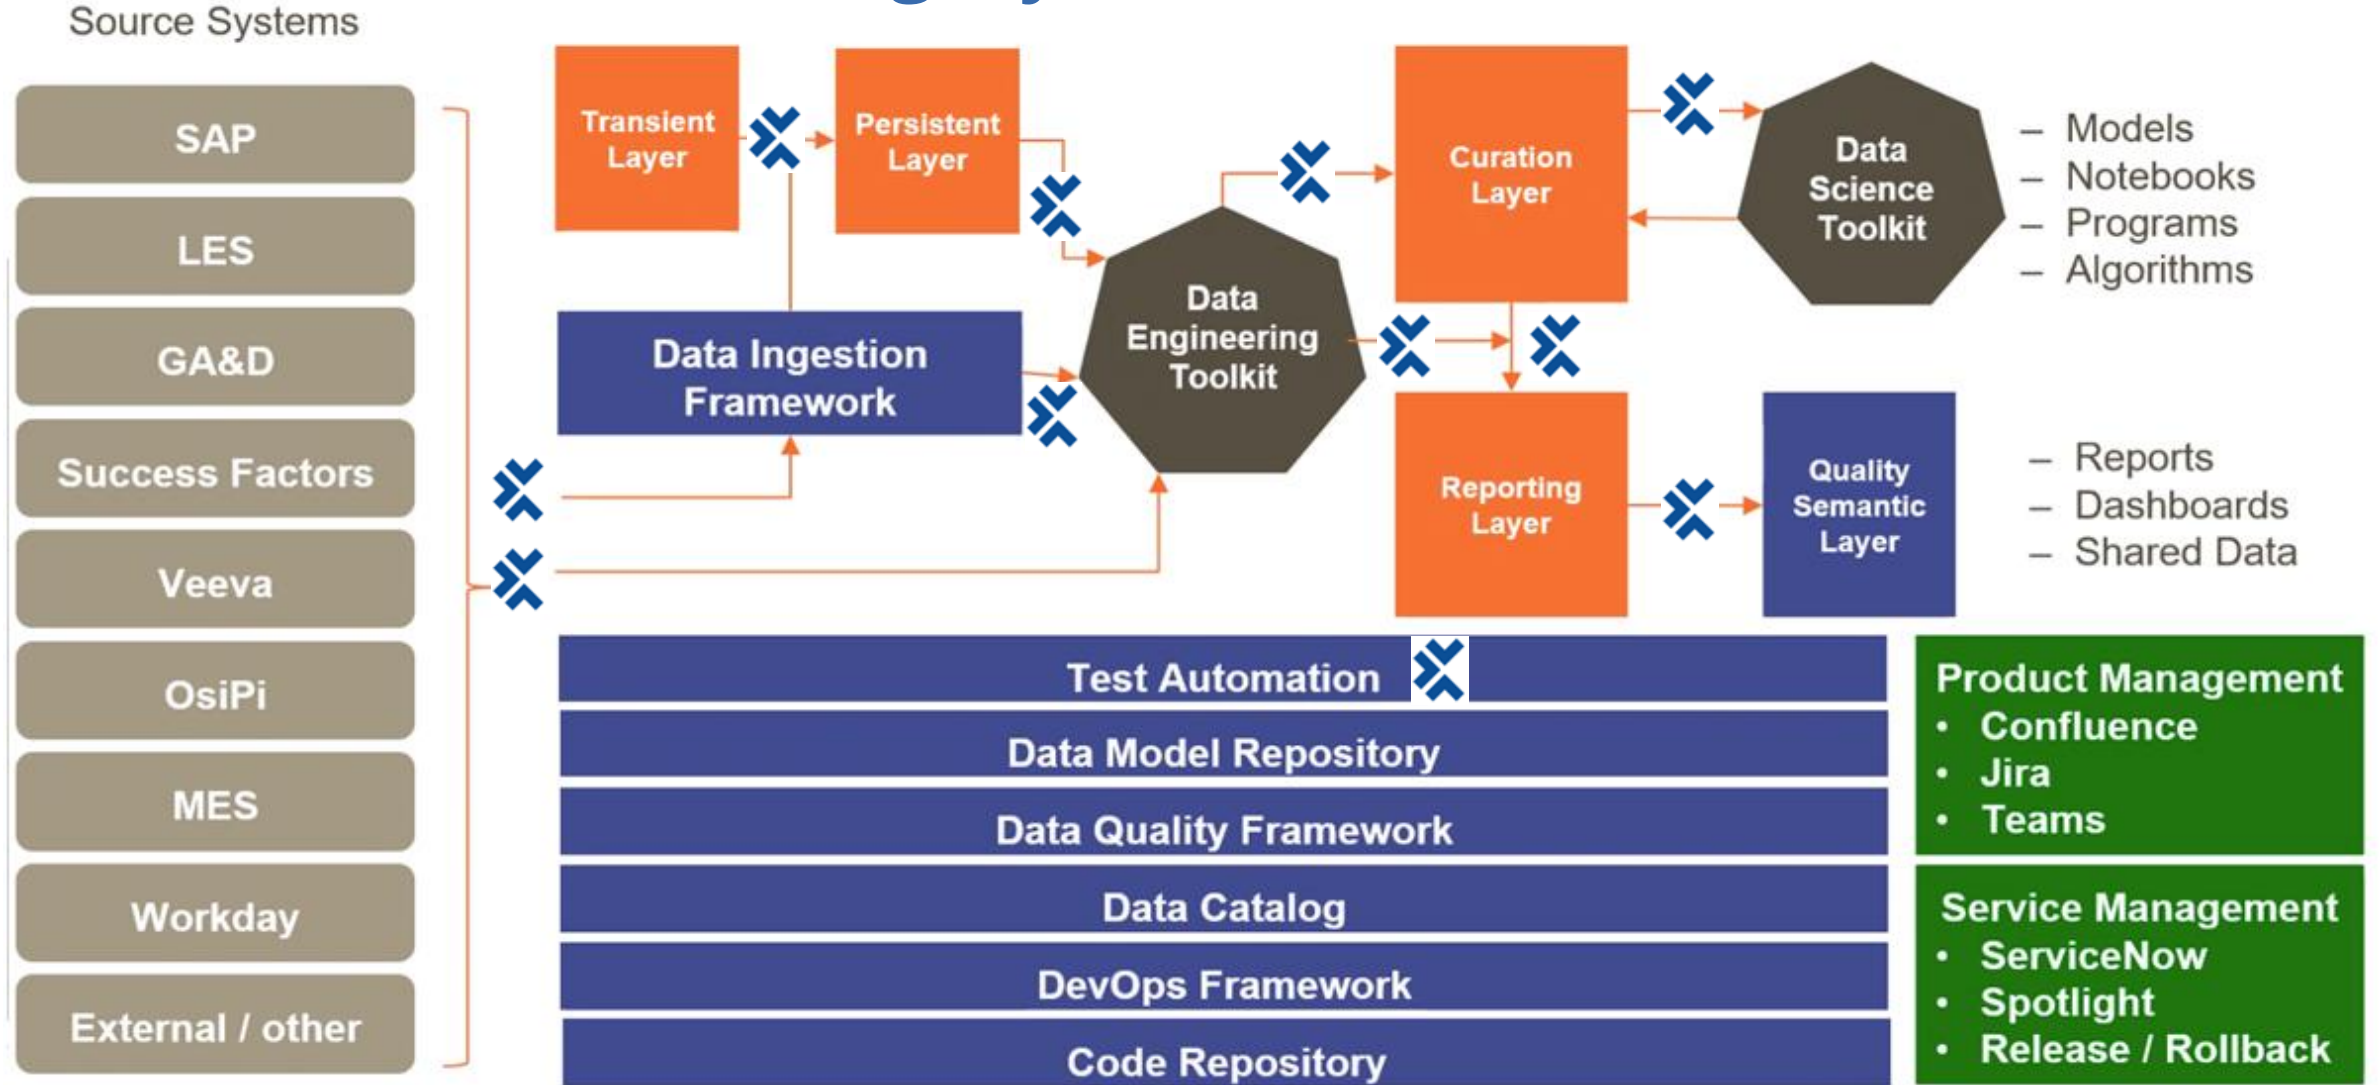 Source Systems
SAP
LES
GA&D
Success Factors
Veeva
OsiPi
MES
Workday
External / other
Transient
Layer
Persistent
Layer
Data Ingestion
Framework
Data
Engineering
Toolkit
Curation
Layer
Data
Science
Toolkit
– Models
– Notebooks
– Programs
– Algorithms
Reporting
Layer
Quality
Semantic
Layer
– Reports
– Dashboards
– Shared Data
Test Automation
Data Model Repository
Data Quality Framework
Data Catalog
DevOps Framework
Code Repository
Product Management
• Confluence
• Jira
• Teams
Service Management
• ServiceNow
• Spotlight
• Release / Rollback